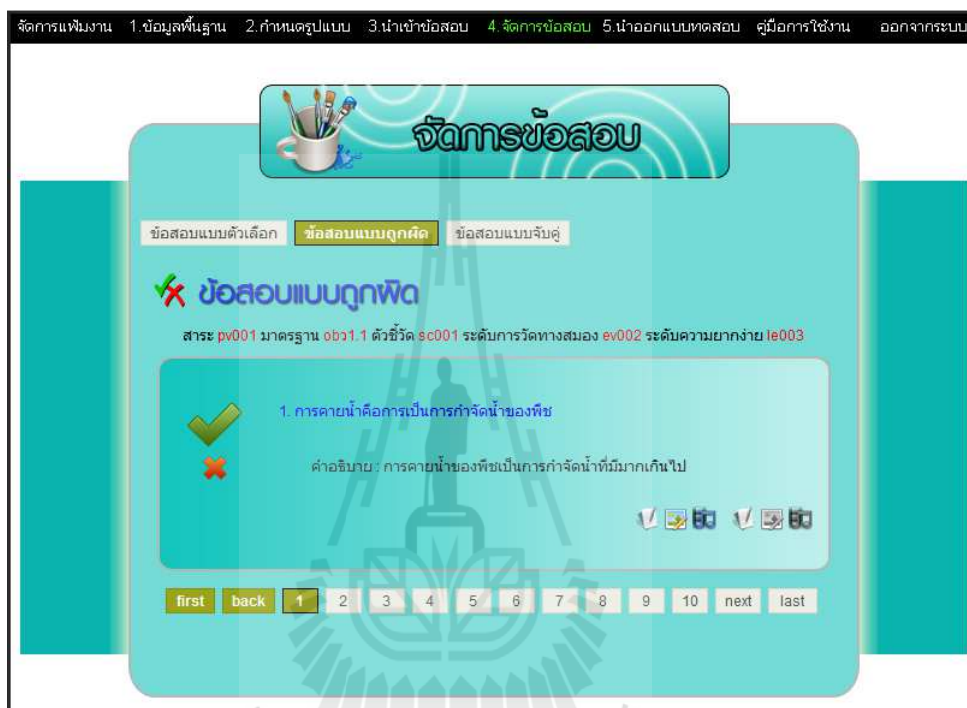 จัดการแฟ้มงาน 1.ข้อมูลพื้นฐาน 2.กำหนดรูปแบบ 3.นำเข้าข้อสอบ 4.จัดการข้อสอบ 5.นำออกแบบทดสอบ คู่มือการใช้งาน ออกจากระบบ
จัดการข้อสอบ
ข้อสอบแบบตัวเลือก ข้อสอบแบบถูกผิด ข้อสอบแบบจับคู่
ข้อสอบแบบถูกผิด
สาระ pv001 มาตรฐาน obว1.1 ตัวชี้วัด sc001 ระดับการวัดทางสมอง ev002 ระดับความยากง่าย le003
1. การคายน้ำคือการเป็นการกำจัดน้ำของพืช
คำอธิบาย : การคายน้ำของพืชเป็นการกำจัดน้ำที่มีมากเกินไป
first back 1 2 3 4 5 6 7 8 9 10 next last